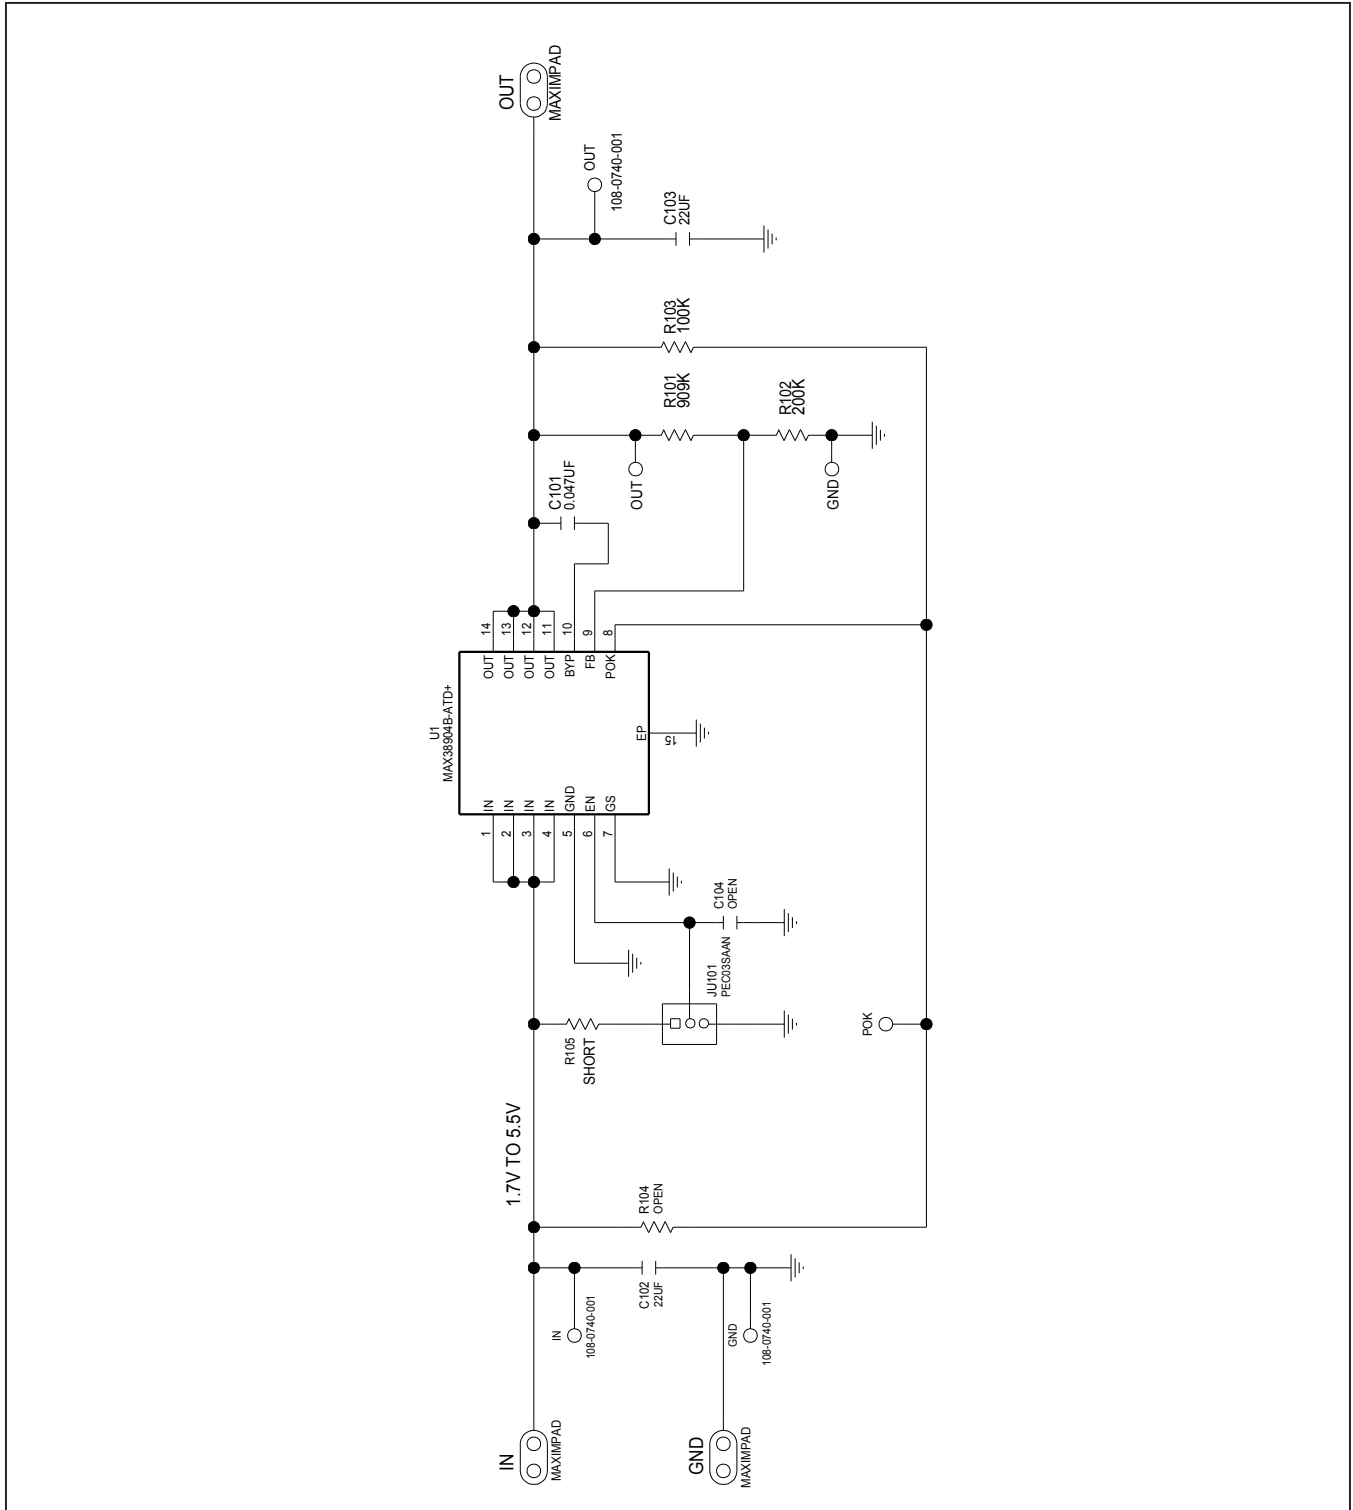 OUT
MAXIMPAD
OUT
108-0740-001
C103
22UF
R103
100K
R101
909K
R102
200K
OUT
GND
C101
0.047UF
U1
MAX38904B-ATD+
14
13
12
11
10
9
8
OUT
OUT
OUT
OUT
BYP
FB
POK
EP
15
IN
IN
IN
IN
GND
EN
GS
1
2
3
4
5
6
7
C104
OPEN
JU101
PEC03SAAN
R105
SHORT
POK
1.7V TO 5.5V
R104
OPEN
C102
22UF
IN
108-0740-001
GND
108-0740-001
IN
MAXIMPAD
GND
MAXIMPAD